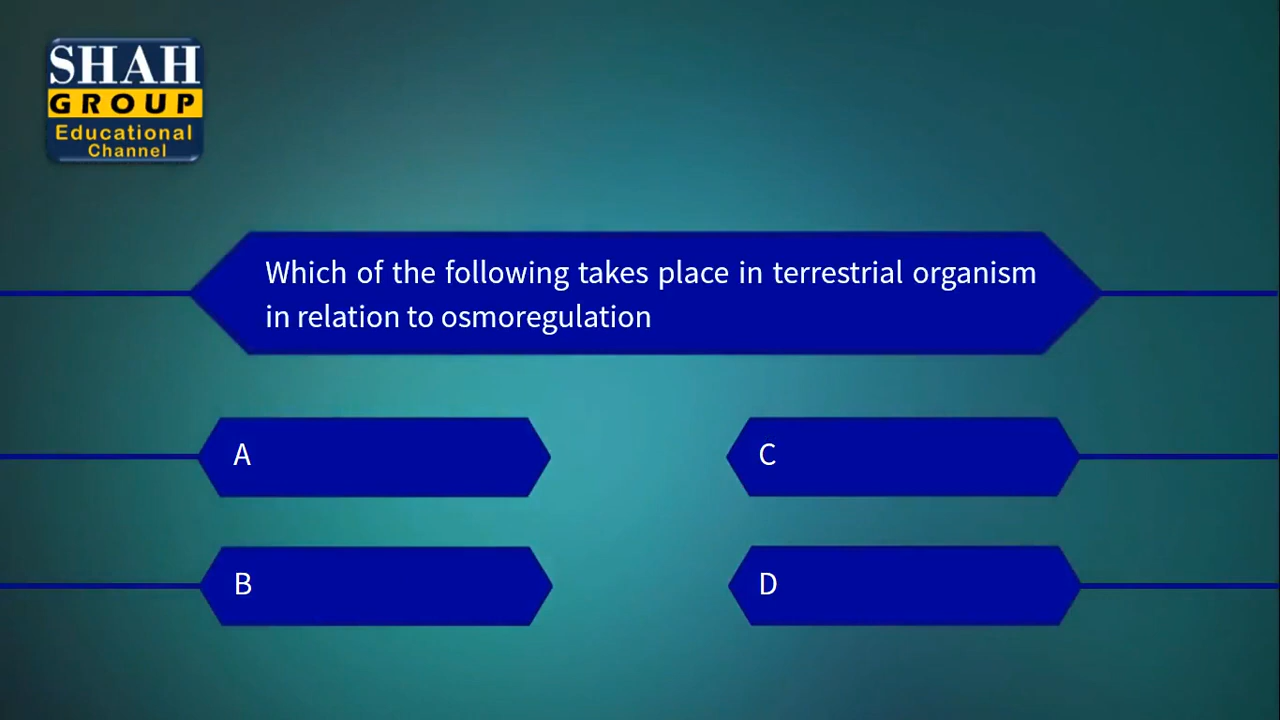 SHAH
GROUP
Educational
Channel
Which of the following takes place in terrestrial organism
in relation to osmoregulation
A
C
B
D